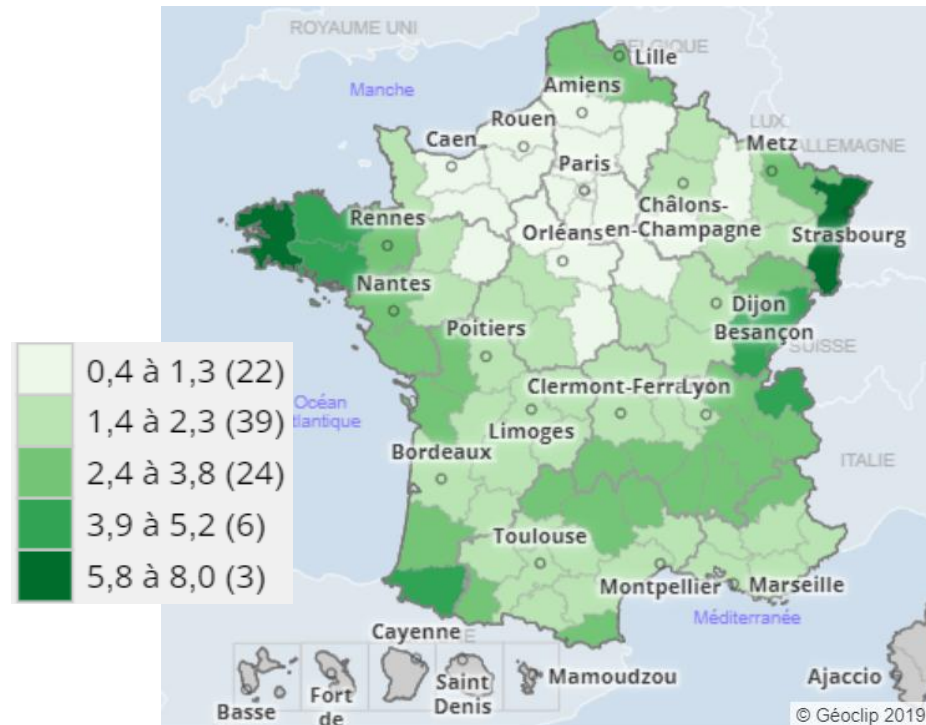 ROYAUME UNI
BELGIQUE
Lille
Manche
Amiens
LUX
Rouen
Caen
Metz
ALLEMAGNE
Paris
Châlons-
en-Champagne
Rennes
Orléans
Strasbourg
Nantes
Dijon
Besançon
Poitiers
SUISSE
0,4 à 1,3 (22)
1,4 à 2,3 (39)
2,4 à 3,8 (24)
3,9 à 5,2 (6)
5,8 à 8,0 (3)
Océan
tlantique
Clermont-Ferra
Lyon
Limoges
Bordeaux
ITALIE
Toulouse
Montpellier
Marseille
Méditerranée
Cayenne
E
Basse
Fort
de
Saint
Denis
Mamoudzou
Ajaccio
© Géoclip 2019